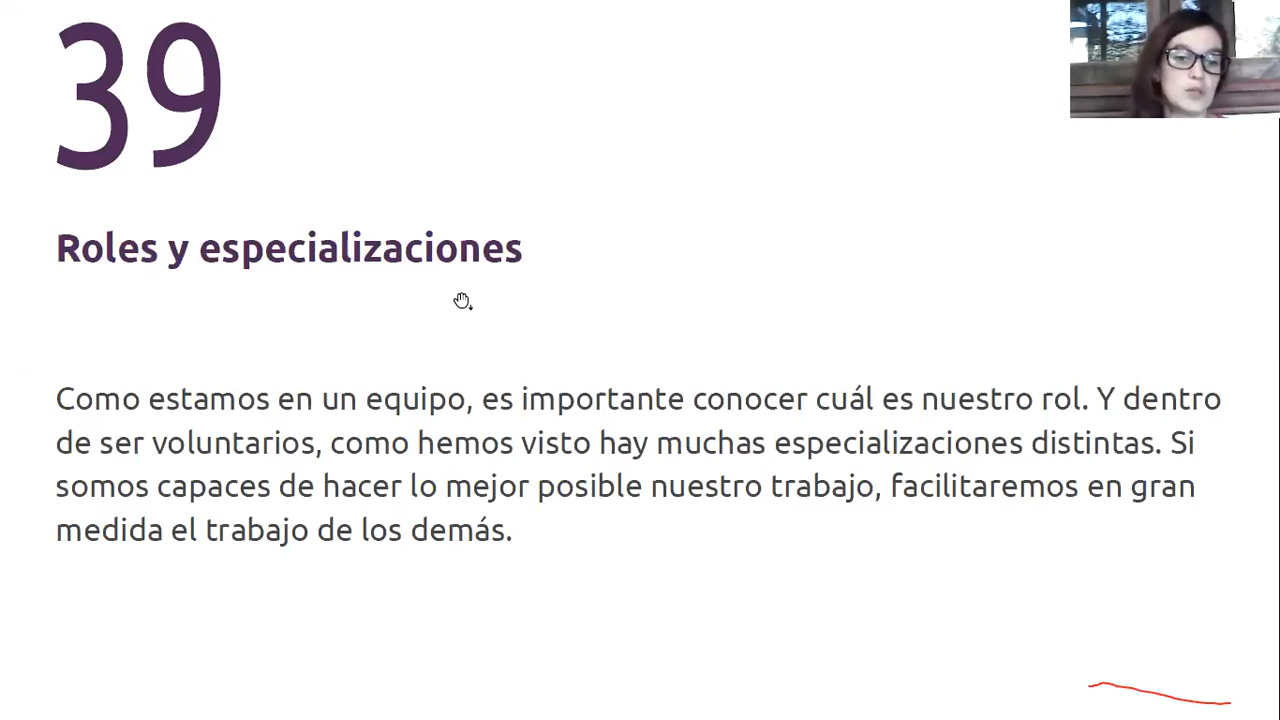 39
Roles y especializaciones
Como estamos en un equipo, es importante conocer cuál es nuestro rol. Y dentro
de ser voluntarios, como hemos visto hay muchas especializaciones distintas. Si
somos capaces de hacer lo mejor posible nuestro trabajo, facilitaremos en gran
medida el trabajo de los demás.